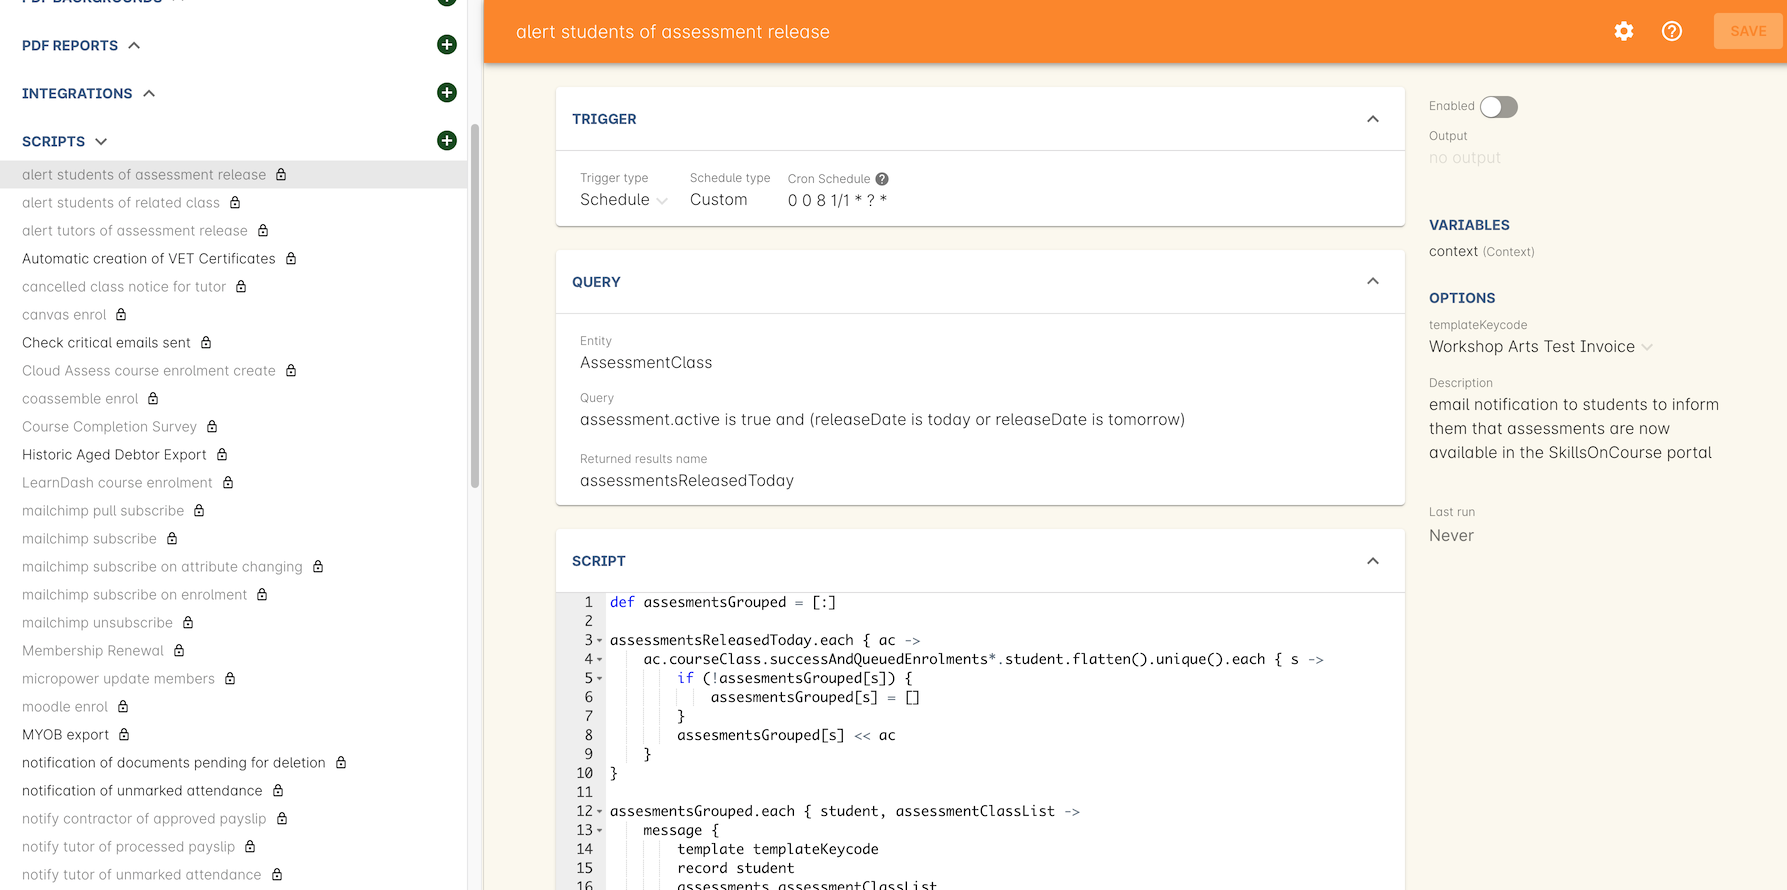 PDF BACKGROUNDS
PDF REPORTS
INTEGRATIONS
SCRIPTS
alert students of assessment release
alert students of related class
alert tutors of assessment release
Automatic creation of VET Certificates
cancelled class notice for tutor
canvas enrol
Check critical emails sent
Cloud Assess course enrolment create
coassemble enrol
Course Completion Survey
Historic Aged Debtor Export
LearnDash course enrolment
mailchimp pull subscribe
mailchimp subscribe
mailchimp subscribe on attribute changing
mailchimp subscribe on enrolment
mailchimp unsubscribe
Membership Renewal
micropower update members
moodle enrol
MYOB export
notification of documents pending for deletion
notification of unmarked attendance
notify contractor of approved payslip
notify tutor of processed payslip
notify tutor of unmarked attendance
alert students of assessment release
SAVE
TRIGGER
Trigger type
Schedule
Schedule type
Custom
Cron Schedule
0 0 8 1/1 * ? *
QUERY
Entity
AssessmentClass
Query
assessment.active is true and (releaseDate is today or releaseDate is tomorrow)
Returned results name
assessmentsReleasedToday
SCRIPT
1 def assesmentsGrouped = [:]
2
3 assessmentsReleasedToday.each { ac ->
4 ac.courseClass.successAndQueuedEnrolments*.student.flatten().unique().each { s ->
5 if (!assesmentsGrouped[s]) {
6 assesmentsGrouped[s] = []
7 }
8 assesmentsGrouped[s] << ac
9 }
10 }
11
12 assesmentsGrouped.each { student, assessmentClassList ->
13 message {
14 template templateKeycode
15 record student
16 assessments assessmentClassList
Enabled
Output
no output
VARIABLES
context (Context)
OPTIONS
templateKeycode
Workshop Arts Test Invoice
Description
email notification to students to inform
them that assessments are now
available in the SkillsOnCourse portal
Last run
Never